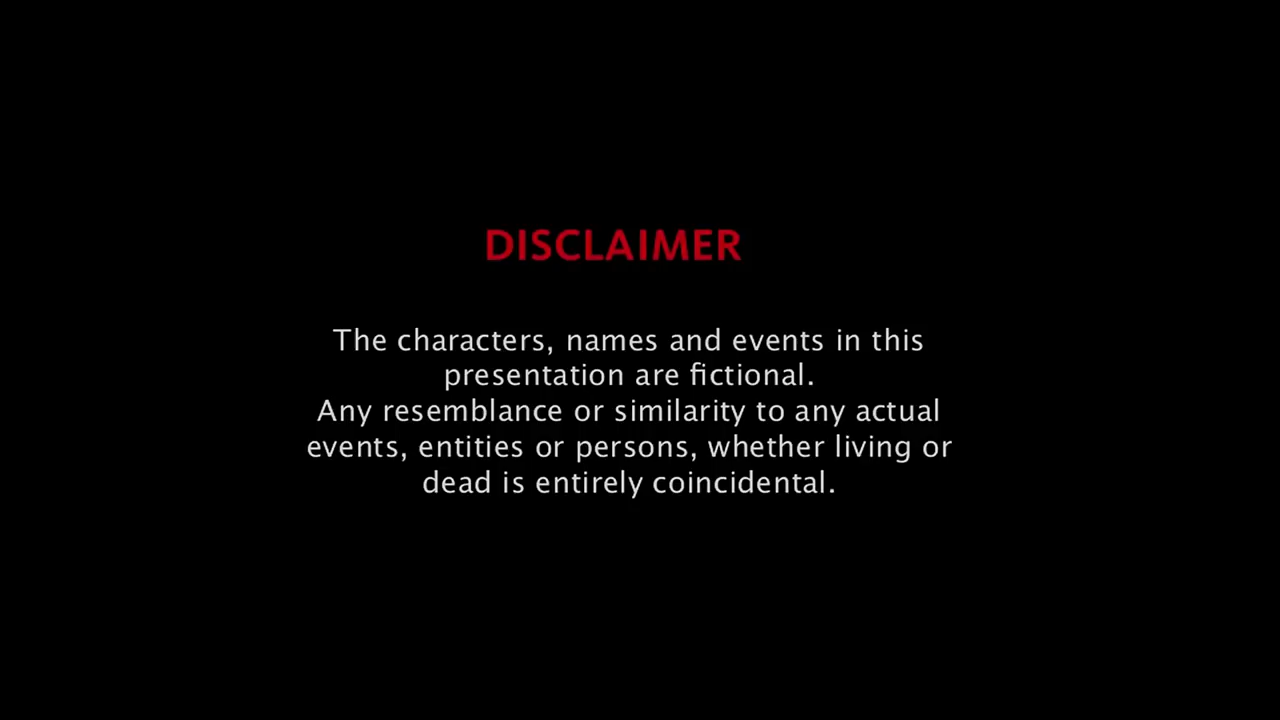 DISCLAIMER
The characters, names and events in this
presentation are fictional.
Any resemblance or similarity to any actual
events, entities or persons, whether living or
dead is entirely coincidental.